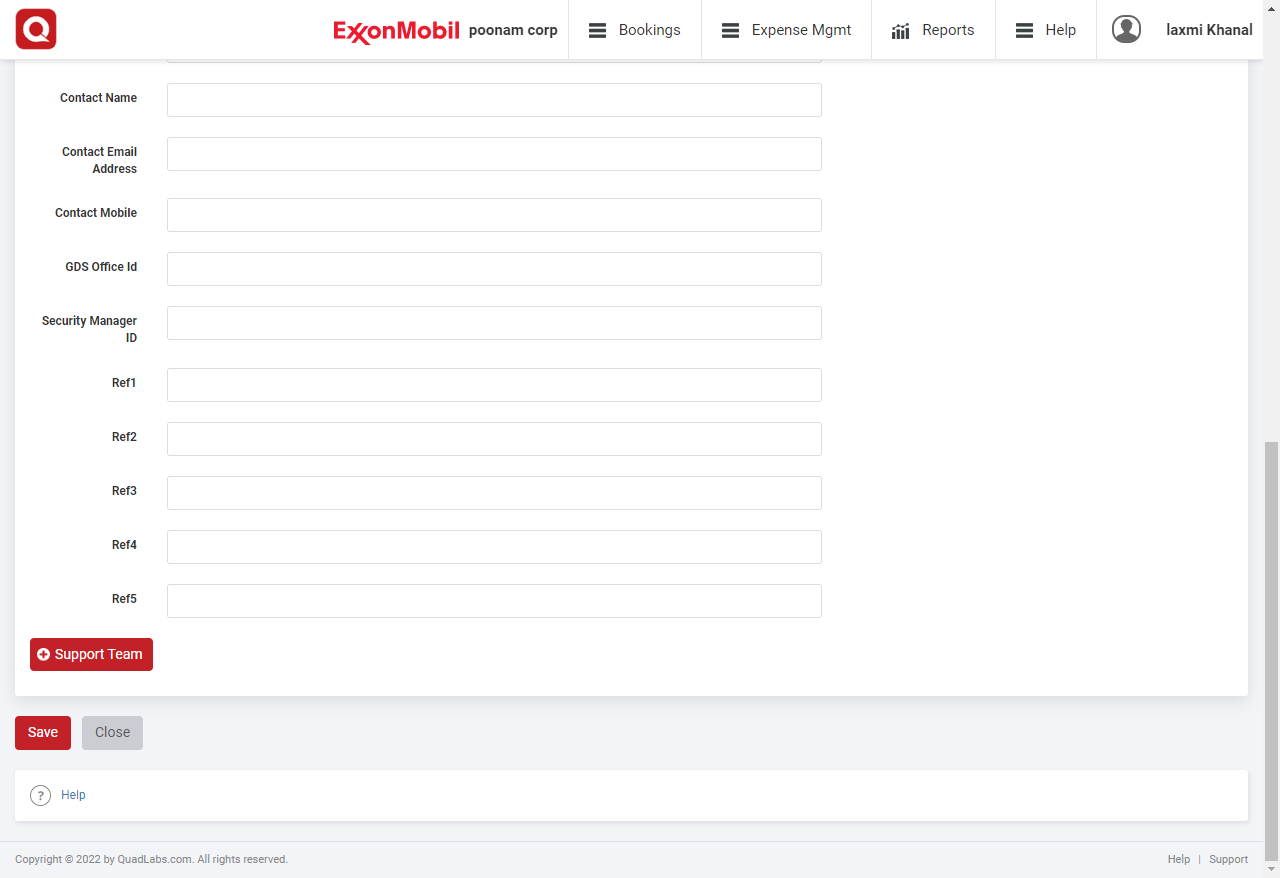 Q ExxonMobil poonam corp Bookings Expense Mgmt Reports Help laxmi Khanal
Contact Name
Contact Email
Address
Contact Mobile
GDS Office Id
Security Manager
ID
Ref1
Ref2
Ref3
Ref4
Ref5
Support Team
Save Close
? Help
Copyright © 2022 by QuadLabs.com. All rights reserved. Help | Support